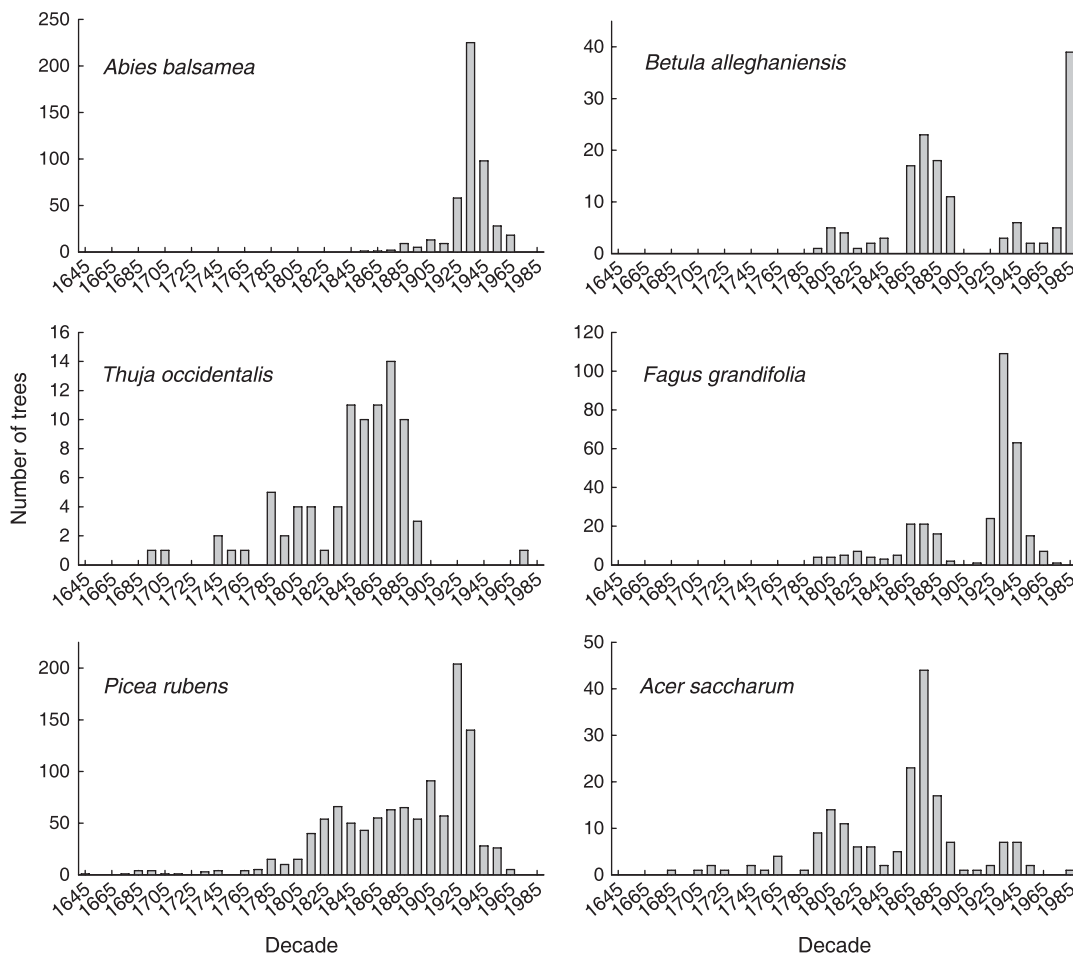 Abies balsamea
250
200
150
100
50
0
1645 1665 1685 1705 1725 1745 1765 1785 1805 1825 1845 1865 1885 1905 1925 1945 1965 1985
Betula alleghaniensis
40
30
20
10
0
1645 1665 1685 1705 1725 1745 1765 1785 1805 1825 1845 1865 1885 1905 1925 1945 1965 1985
Number of trees
Thuja occidentalis
16
14
12
10
8
6
4
2
0
1645 1665 1685 1705 1725 1745 1765 1785 1805 1825 1845 1865 1885 1905 1925 1945 1965 1985
Fagus grandifolia
120
100
80
60
40
20
0
1645 1665 1685 1705 1725 1745 1765 1785 1805 1825 1845 1865 1885 1905 1925 1945 1965 1985
Picea rubens
200
150
100
50
0
1645 1665 1685 1705 1725 1745 1765 1785 1805 1825 1845 1865 1885 1905 1925 1945 1965 1985
Decade
Acer saccharum
50
40
30
20
10
0
1645 1665 1685 1705 1725 1745 1765 1785 1805 1825 1845 1865 1885 1905 1925 1945 1965 1985
Decade